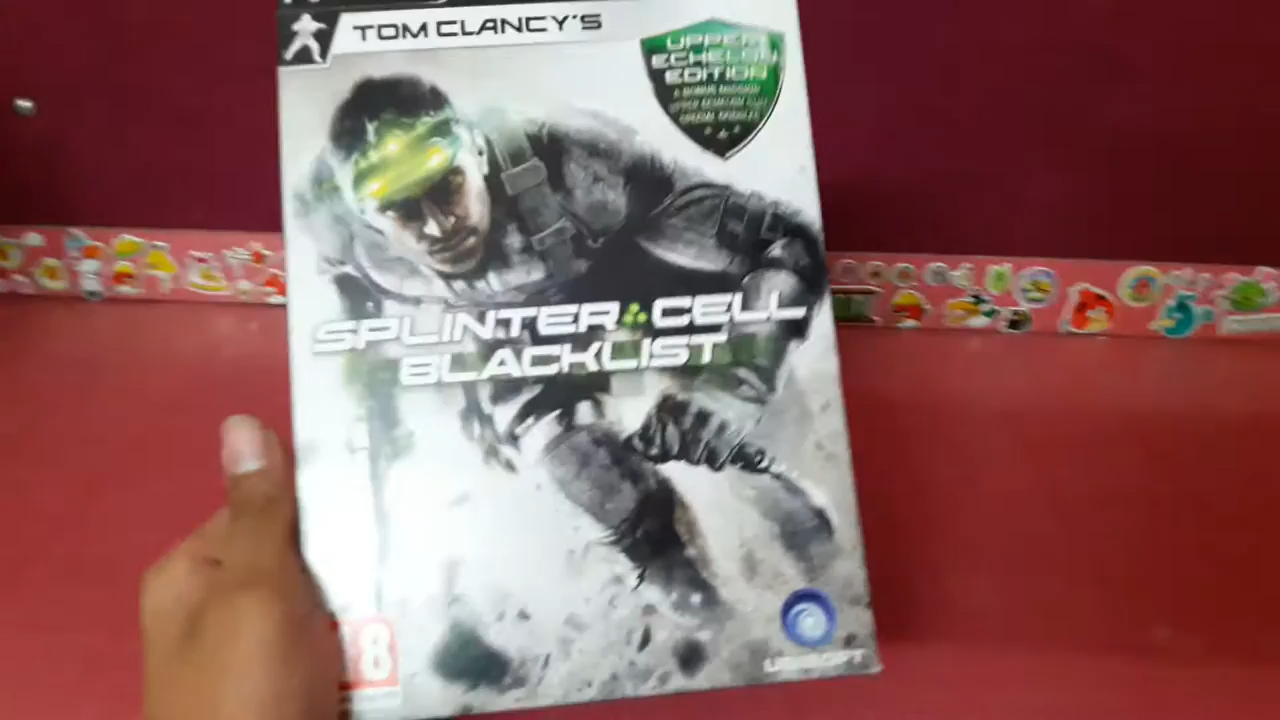 TOM CLANCY'S
UPPER
ECHELON
EDITION
SPLINTER CELL
BLACKLIST
18
UBISOFT